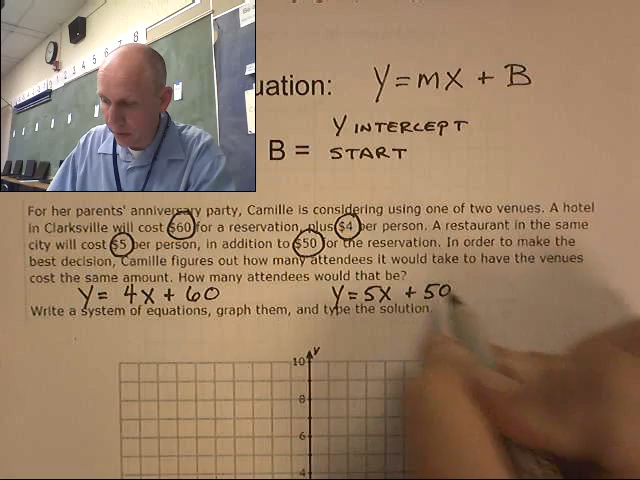 uation: Y = mX + B
Y INTERCEPT
B = START
For her parents' anniversary party, Camille is considering using one of two venues. A hotel
in Clarksville will cost $60 for a reservation, plus $4 per person. A restaurant in the same
city will cost $5 per person, in addition to $50 for the reservation. In order to make the
best decision, Camille figures out how many attendees it would take to have the venues
cost the same amount. How many attendees would that be?
Y = 4X + 60 Y = 5X + 50
Write a system of equations, graph them, and type the solution.
10 y
8
6
4